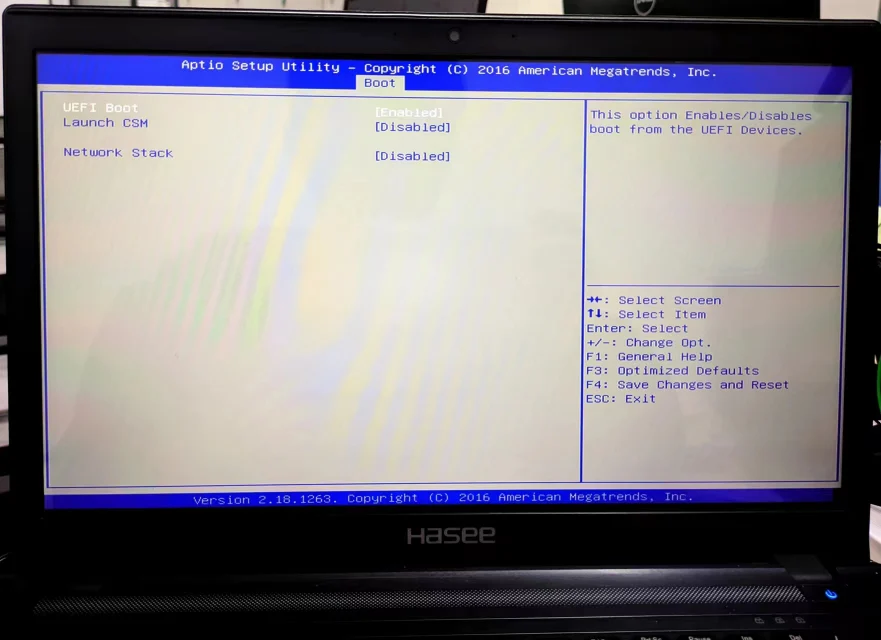 Aptio Setup Utility – Copyright (C) 2016 American Megatrends, Inc.
Boot
UEFI Boot [Enabled]
Launch CSM [Disabled]
Network Stack [Disabled]
This option Enables/Disables
boot from the UEFI Devices.
→←: Select Screen
↑↓: Select Item
Enter: Select
+/-: Change Opt.
F1: General Help
F3: Optimized Defaults
F4: Save Changes and Reset
ESC: Exit
Version 2.18.1263. Copyright (C) 2016 American Megatrends, Inc.
Hasee